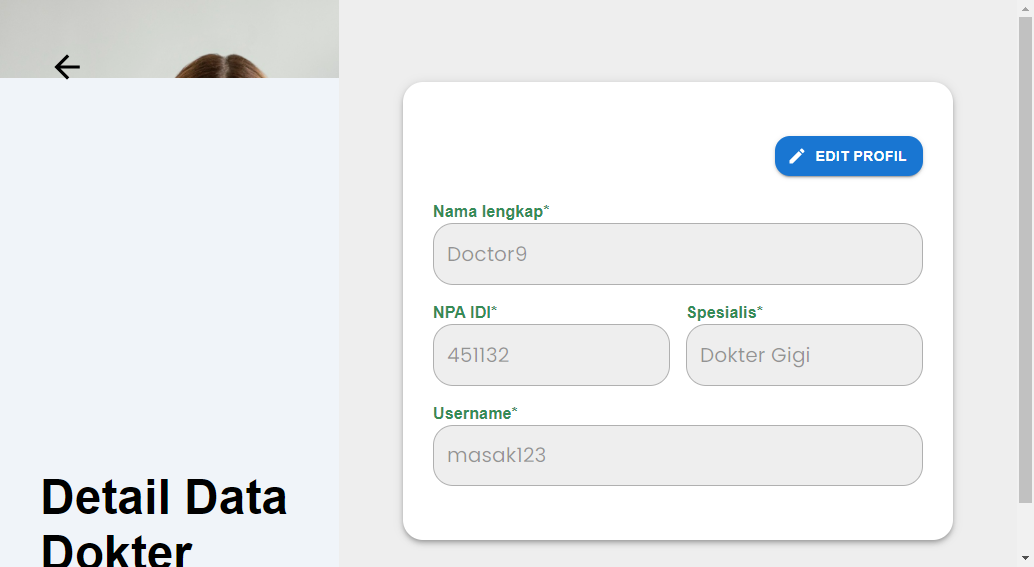 EDIT PROFIL
Nama lengkap*
Doctor9
NPA IDI*
Spesialis*
451132
Dokter Gigi
Username*
masak123
Detail Data
Dokter